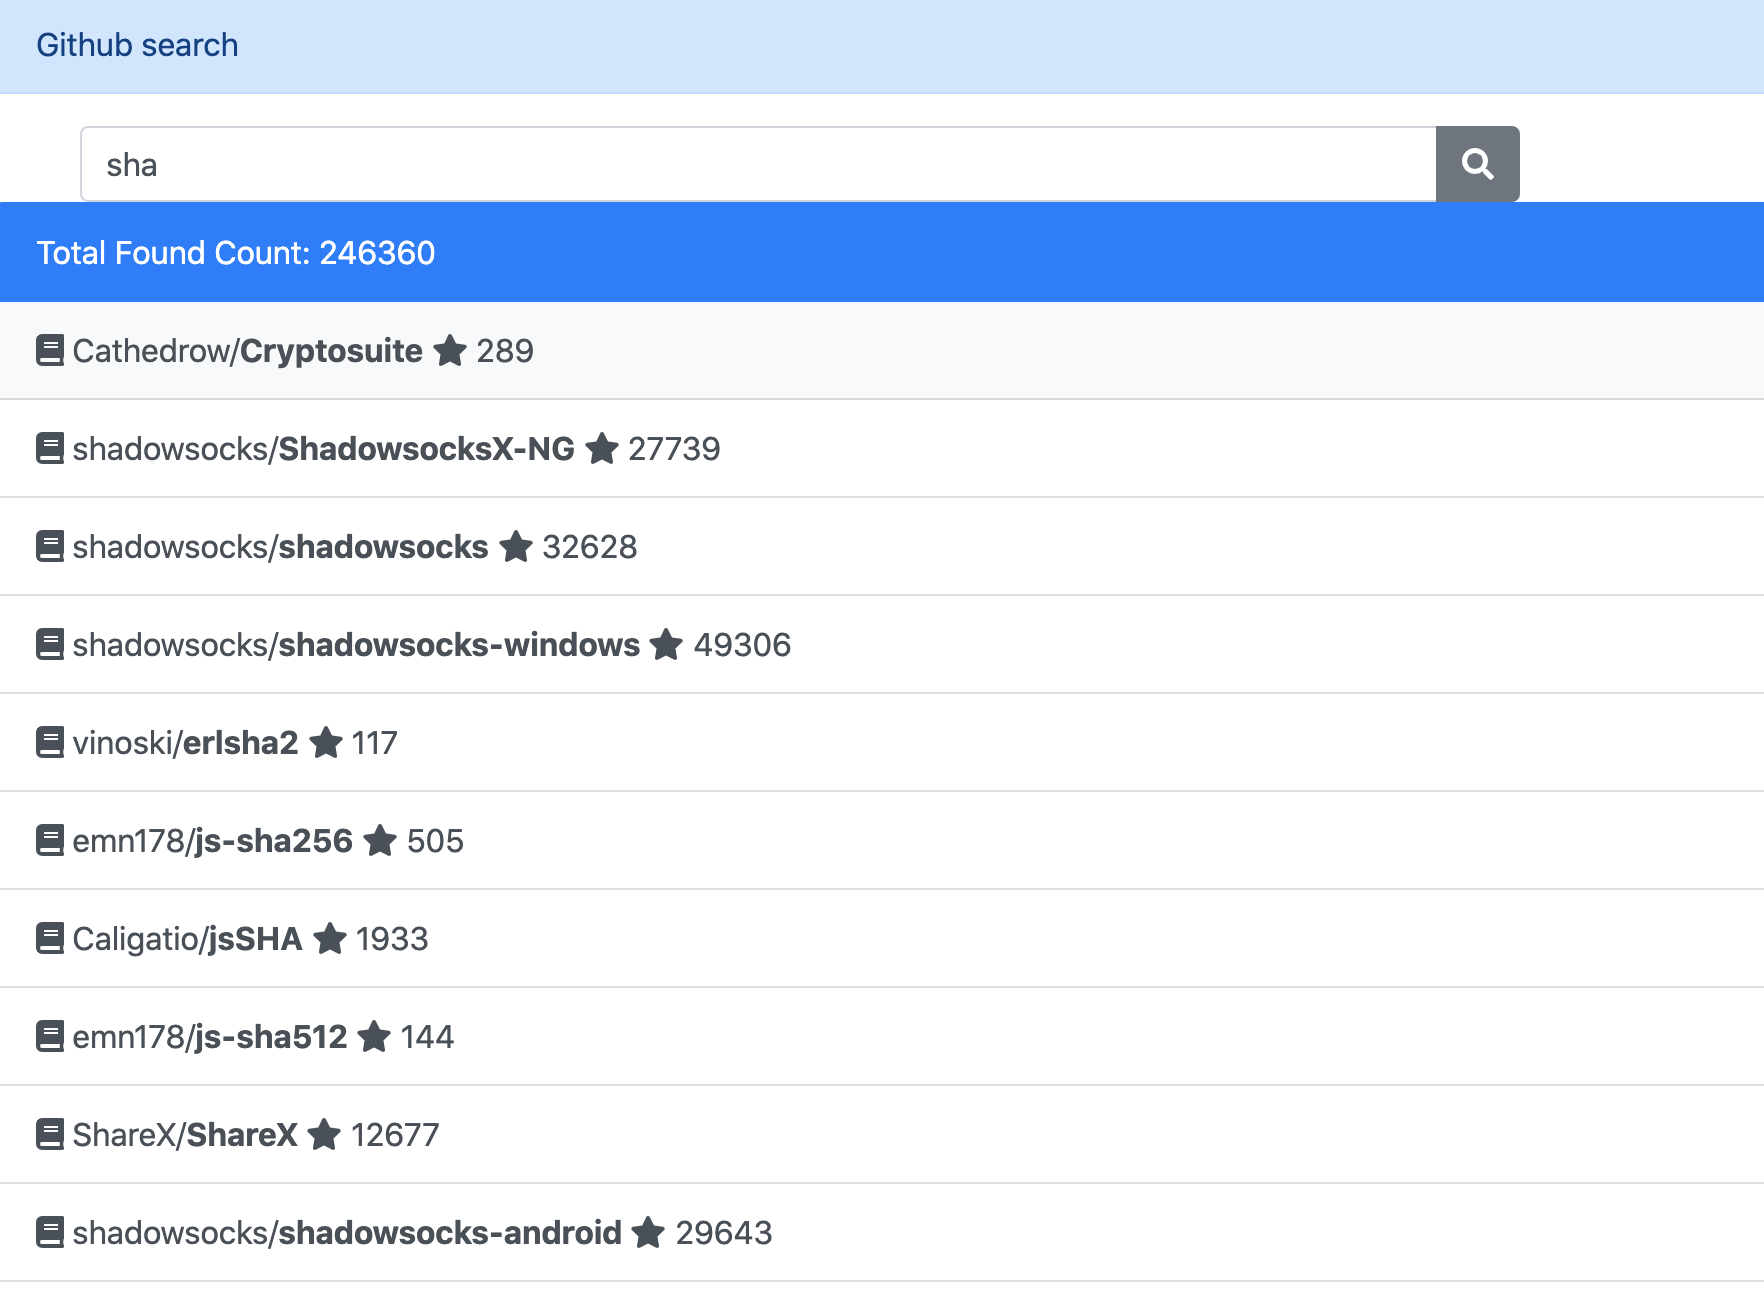 Github search
sha
Total Found Count: 246360
Cathedrow/Cryptosuite 289
shadowsocks/ShadowsocksX-NG 27739
shadowsocks/shadowsocks 32628
shadowsocks/shadowsocks-windows 49306
vinoski/erlsha2 117
emn178/js-sha256 505
Caligatio/jsSHA 1933
emn178/js-sha512 144
ShareX/ShareX 12677
shadowsocks/shadowsocks-android 29643